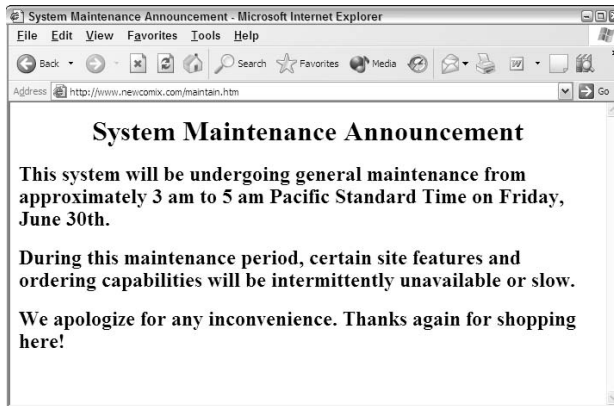 System Maintenance Announcement - Microsoft Internet Explorer
File Edit View Favorites Tools Help
Back Search Favorites Media
Address http://www.newcomix.com/maintain.htm Go
System Maintenance Announcement
This system will be undergoing general maintenance from
approximately 3 am to 5 am Pacific Standard Time on Friday,
June 30th.
During this maintenance period, certain site features and
ordering capabilities will be intermittently unavailable or slow.
We apologize for any inconvenience. Thanks again for shopping
here!